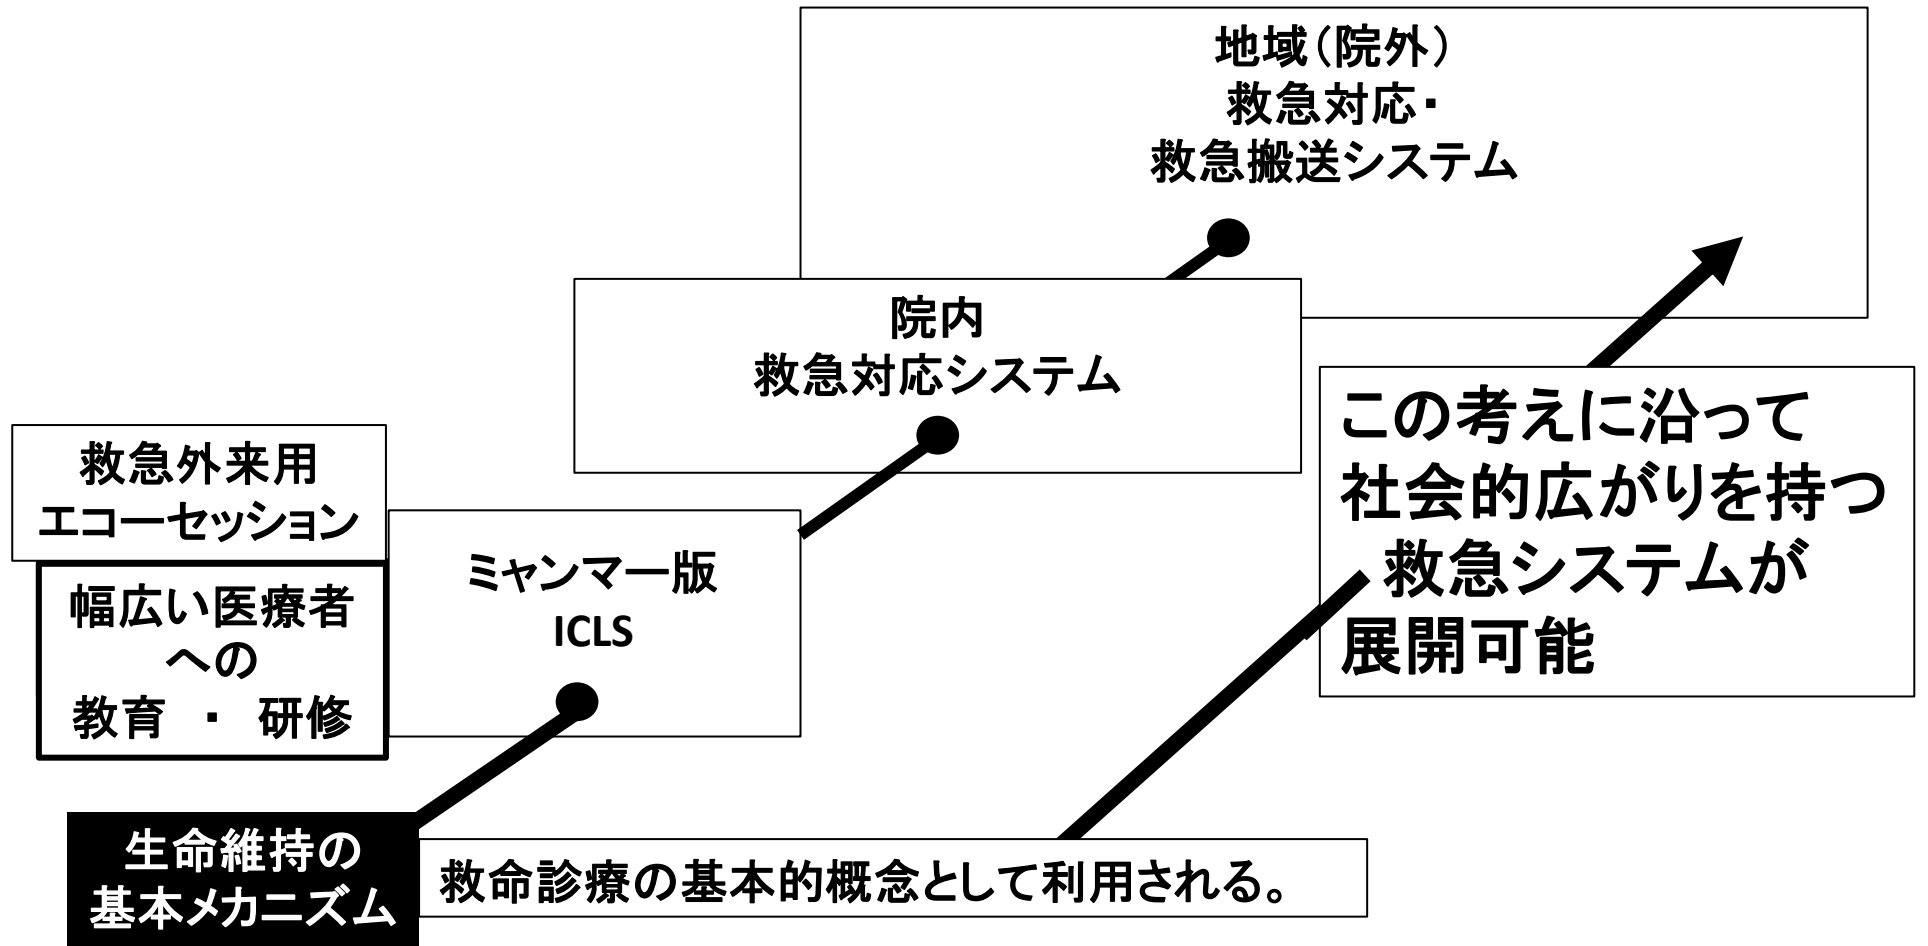 地域（院外）
救急対応・
救急搬送システム
院内
救急対応システム
この考えに沿って
社会的広がりを持つ
救急システムが
展開可能
救急外来用
エコーセッション
ミャンマー版
ICLS
幅広い医療者
への
教育 ・ 研修
生命維持の
基本メカニズム
救命診療の基本的概念として利用される。